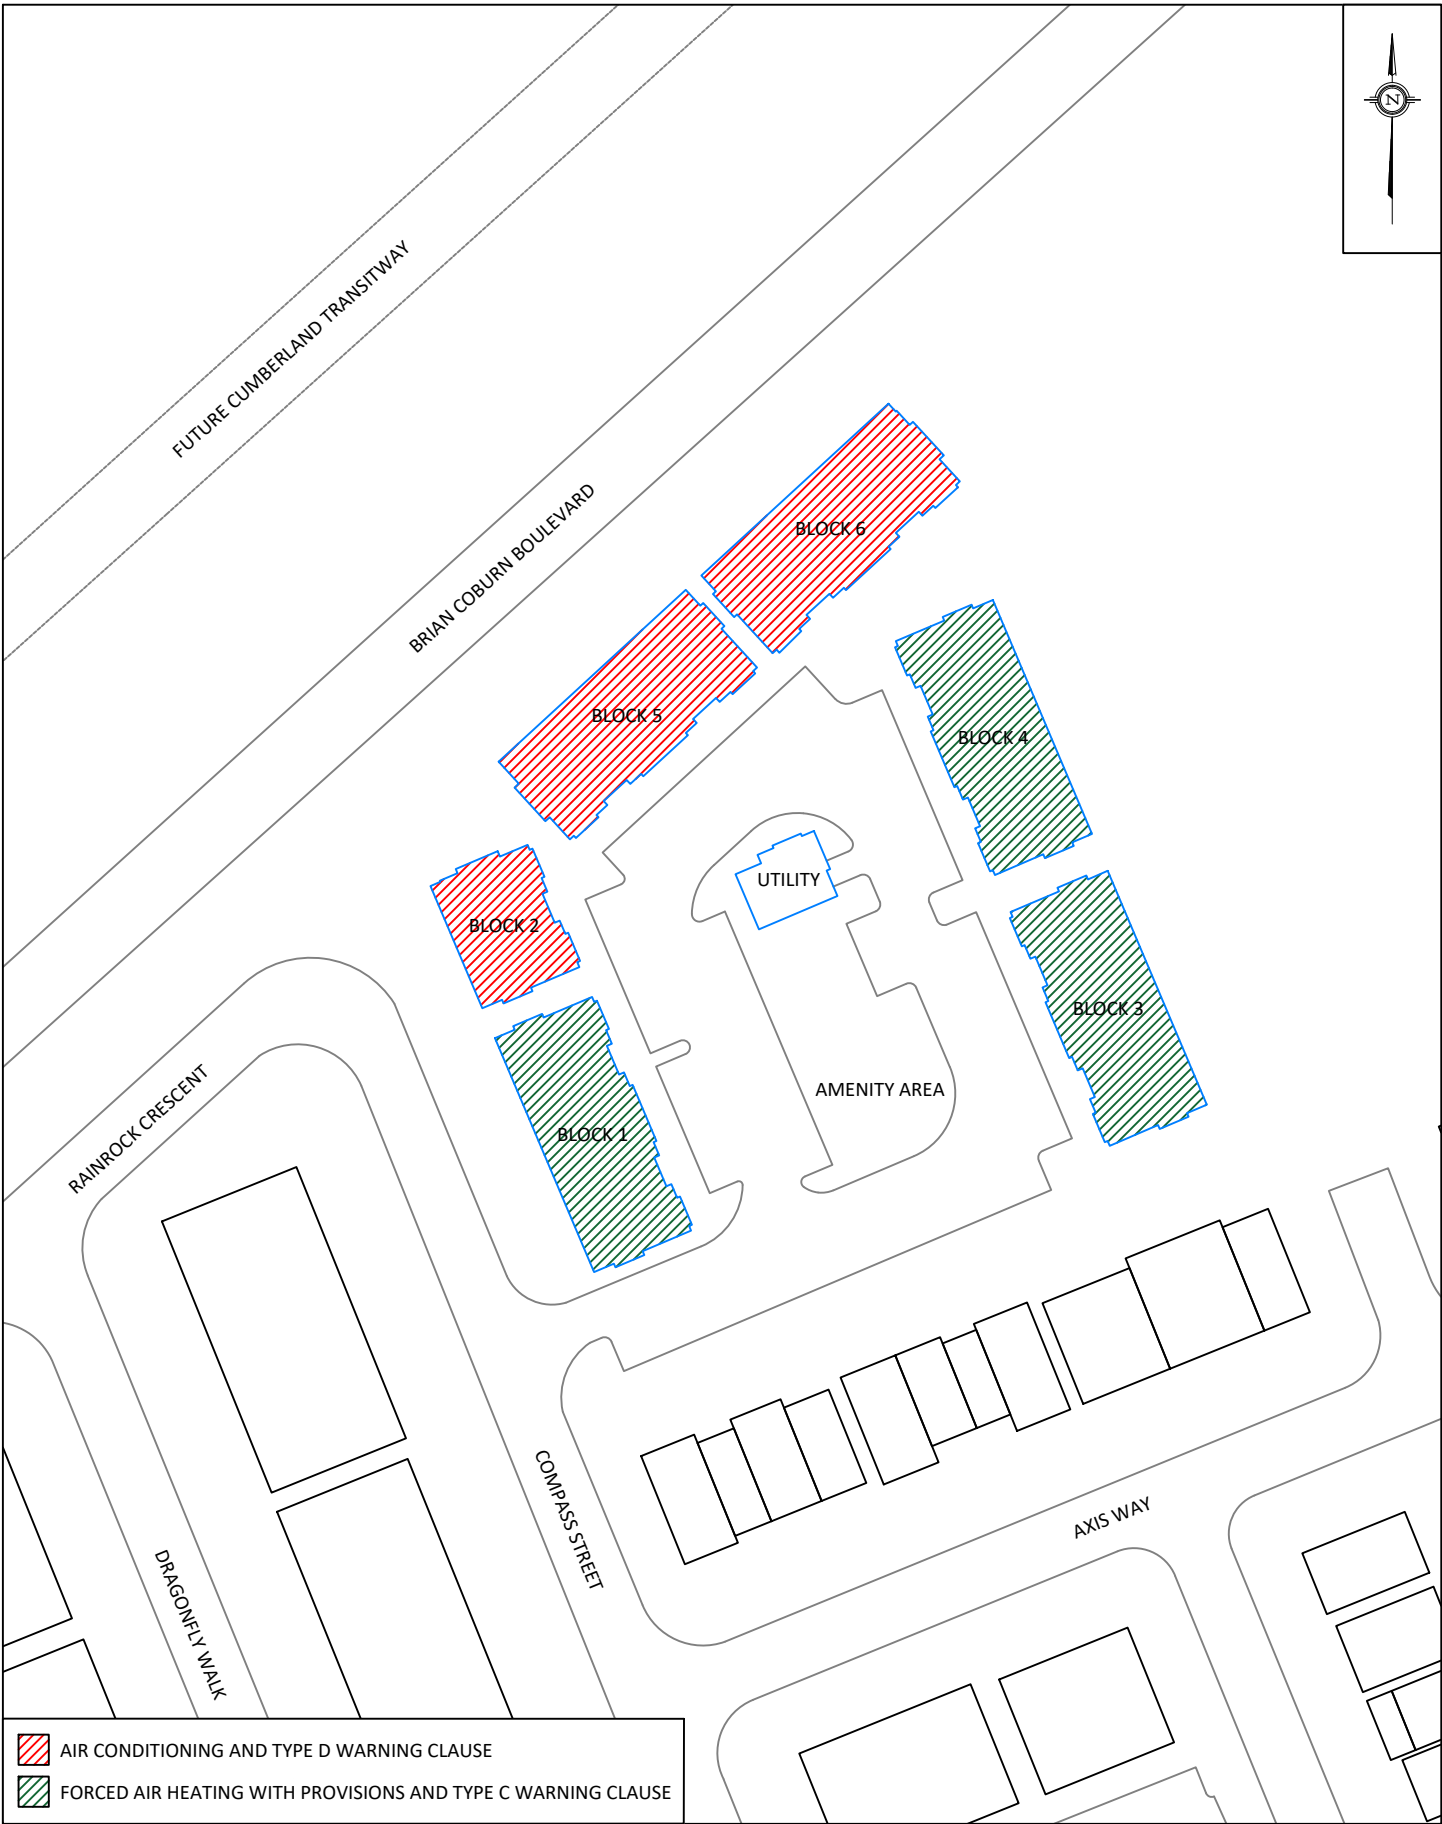 N
FUTURE CUMBERLAND TRANSITWAY
BRIAN COBURN BOULEVARD
BLOCK 6
BLOCK 5
BLOCK 4
UTILITY
BLOCK 2
BLOCK 3
AMENITY AREA
BLOCK 1
RAINROCK CRESCENT
COMPASS STREET
AXIS WAY
DRAGONFLY WALK
AIR CONDITIONING AND TYPE D WARNING CLAUSE
FORCED AIR HEATING WITH PROVISIONS AND TYPE C WARNING CLAUSE